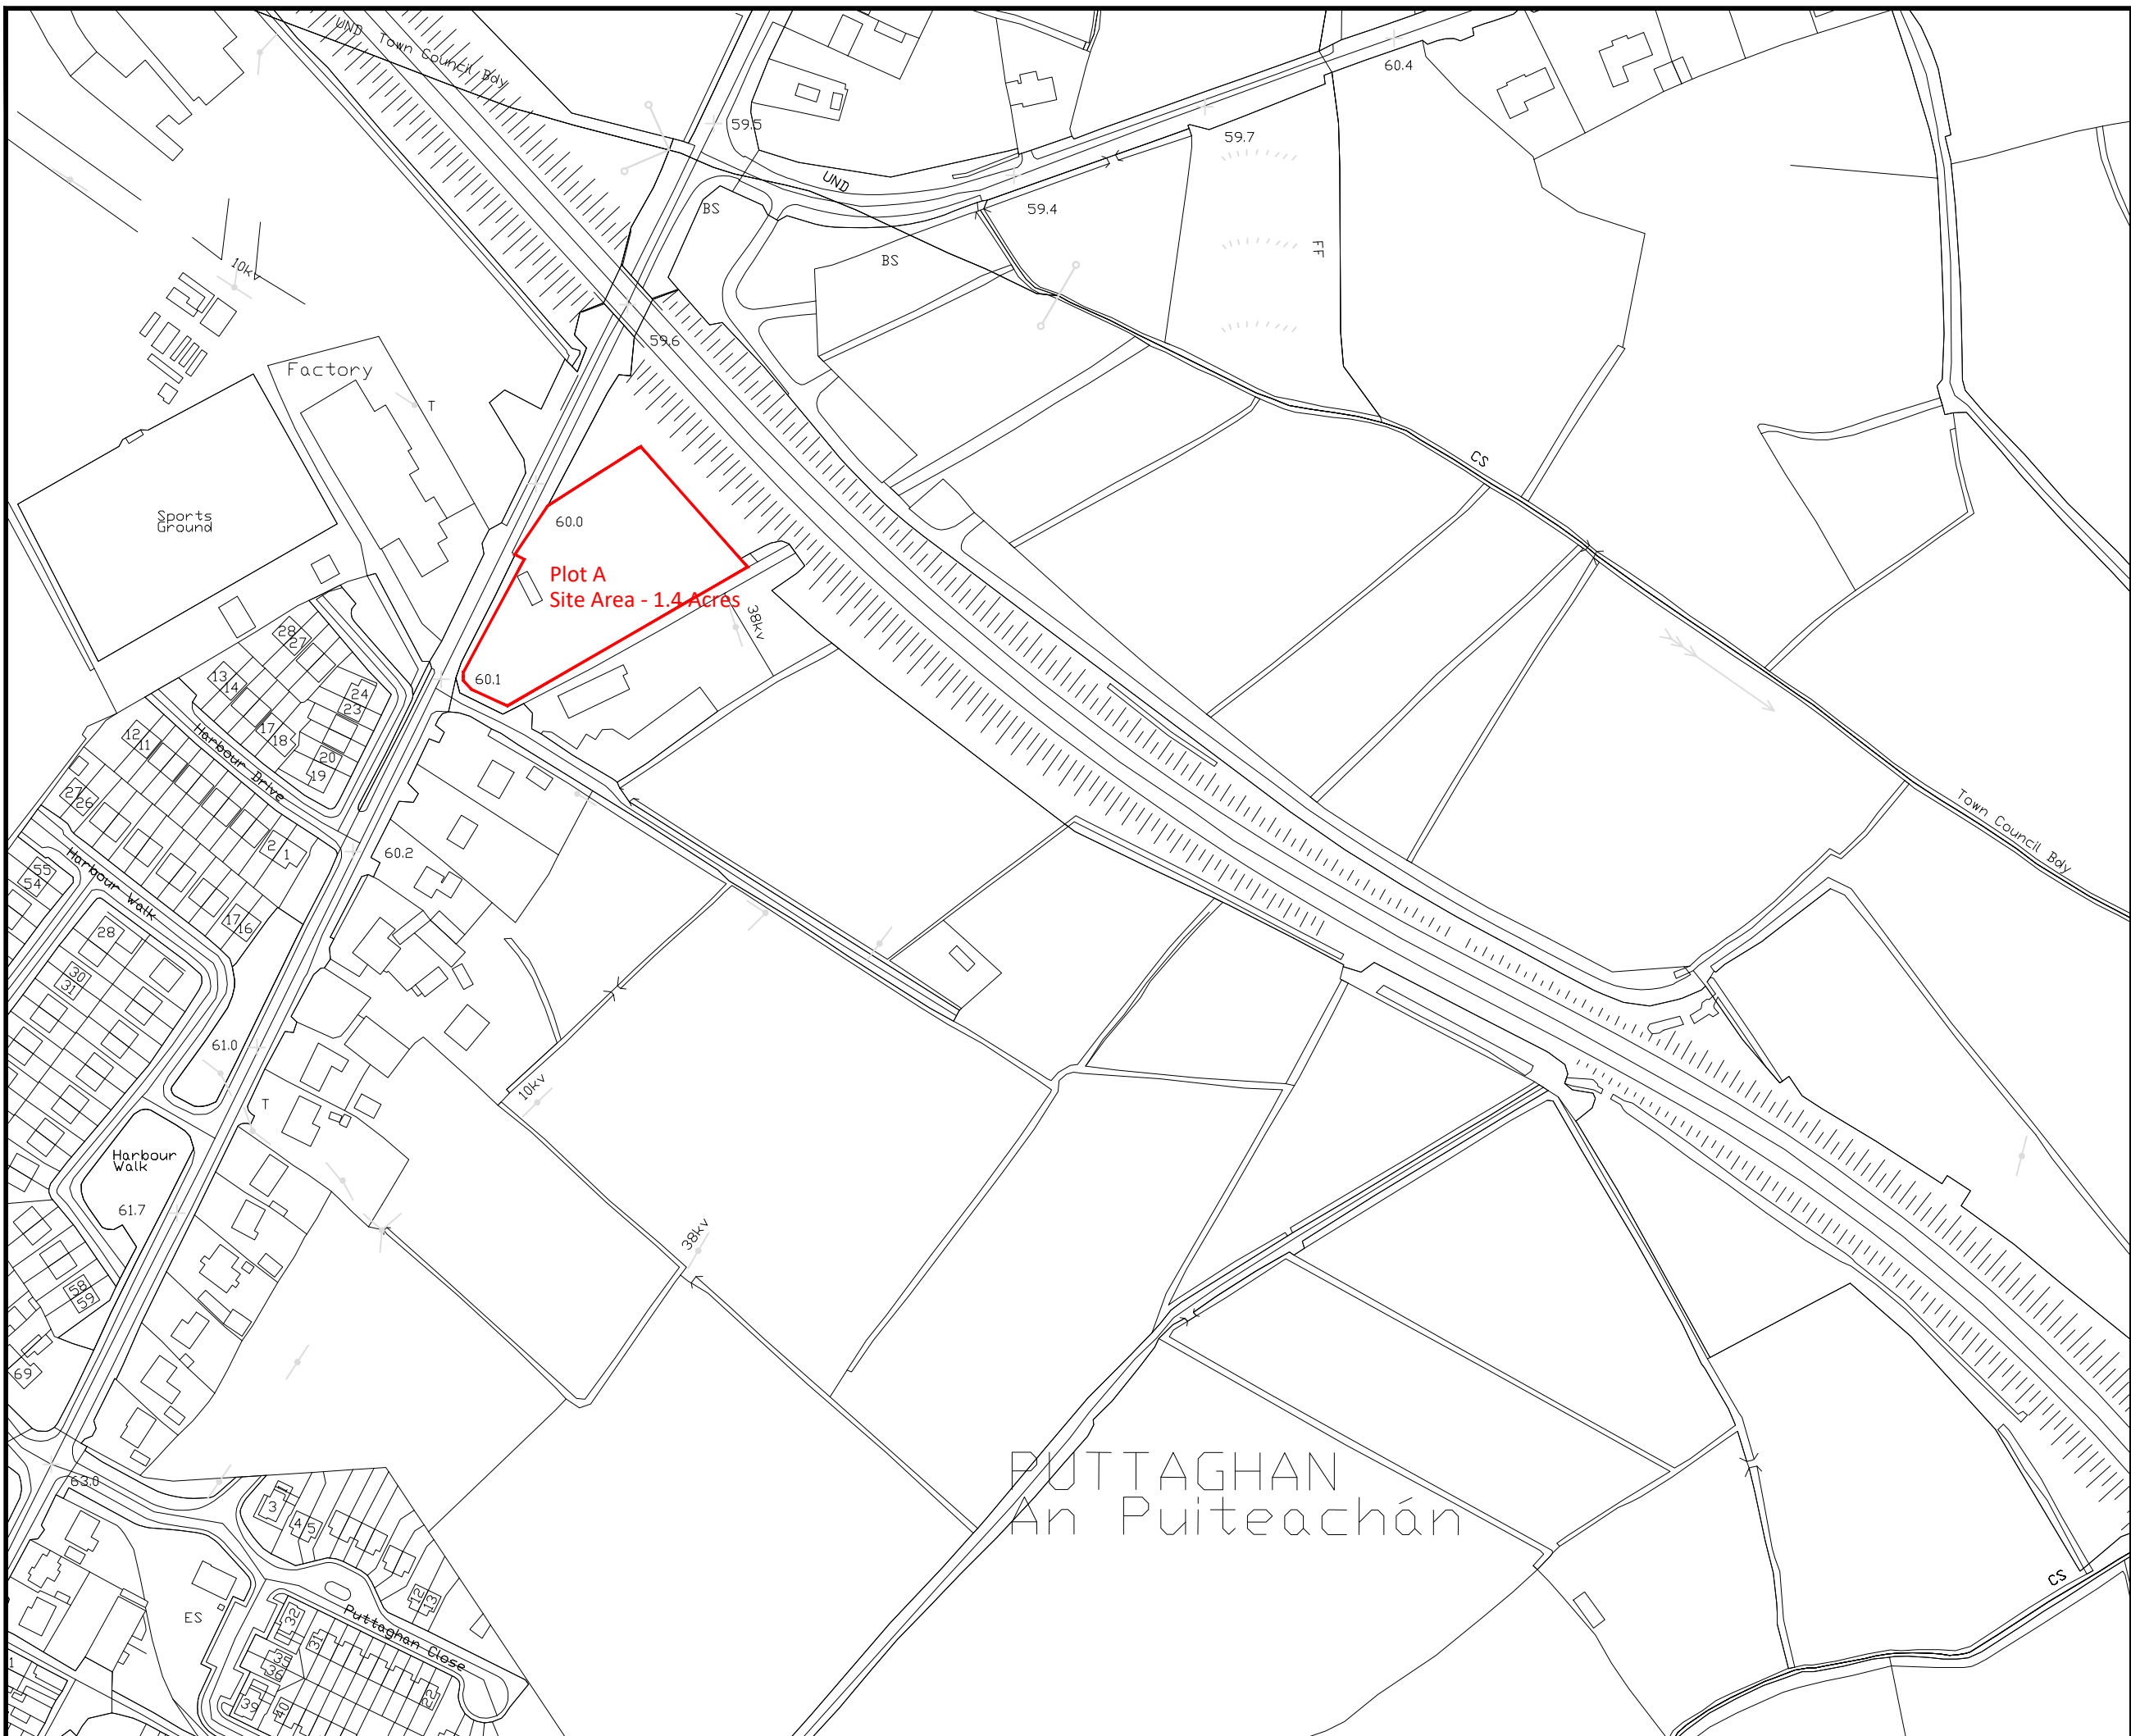 UND Town Council Bdy
60.4
59.5
59.7
UND
BS
59.4
FF
BS
10kv
59.6
Factory
T
CS
Sports
Ground
60.0
Plot A
Site Area - 1.4 Acres
38kv
28
27
13
14
24
23
60.1
17
18
12
11
Harbour Drive
20
19
27
26
Town Council Bdy
2
1
60.2
55
54
Harbour Walk
17
16
28
30
31
61.0
10kv
T
Harbour
Walk
61.7
38kv
58
59
69
PUTTAGHAN
An Puiteachán
63.0
3
4
5
12
13
CS
ES
32
31
Puttaghan Close
35
36
22
39
40
1